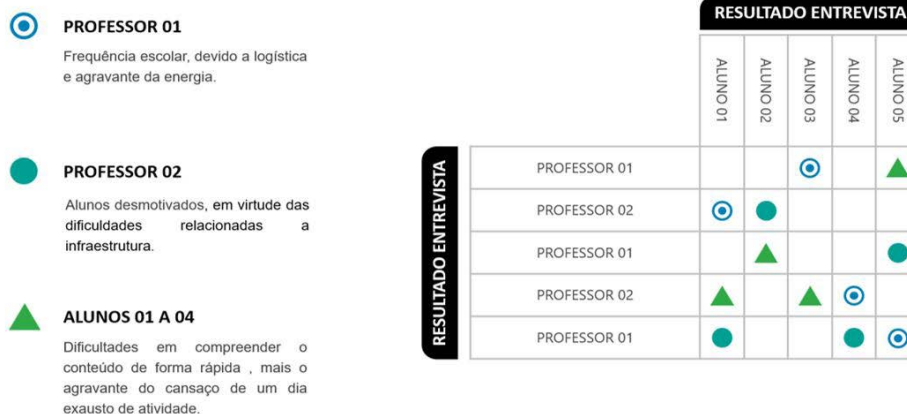 PROFESSOR 01
Frequência escolar, devido a logística
e agravante da energia.
PROFESSOR 02
Alunos desmotivados, em virtude das
dificuldades relacionadas a
infraestrutura.
ALUNOS 01 A 04
Dificultades em compreender o
conteúdo de forma rápida , mais o
agravante do cansaço de um dia
exausto de atividade.
RESULTADO ENTREVISTA
ALUNO 01
ALUNO 02
ALUNO 03
ALUNO 04
ALUNO 05
RESULTADO ENTREVISTA
PROFESSOR 01
PROFESSOR 02
PROFESSOR 01
PROFESSOR 02
PROFESSOR 01